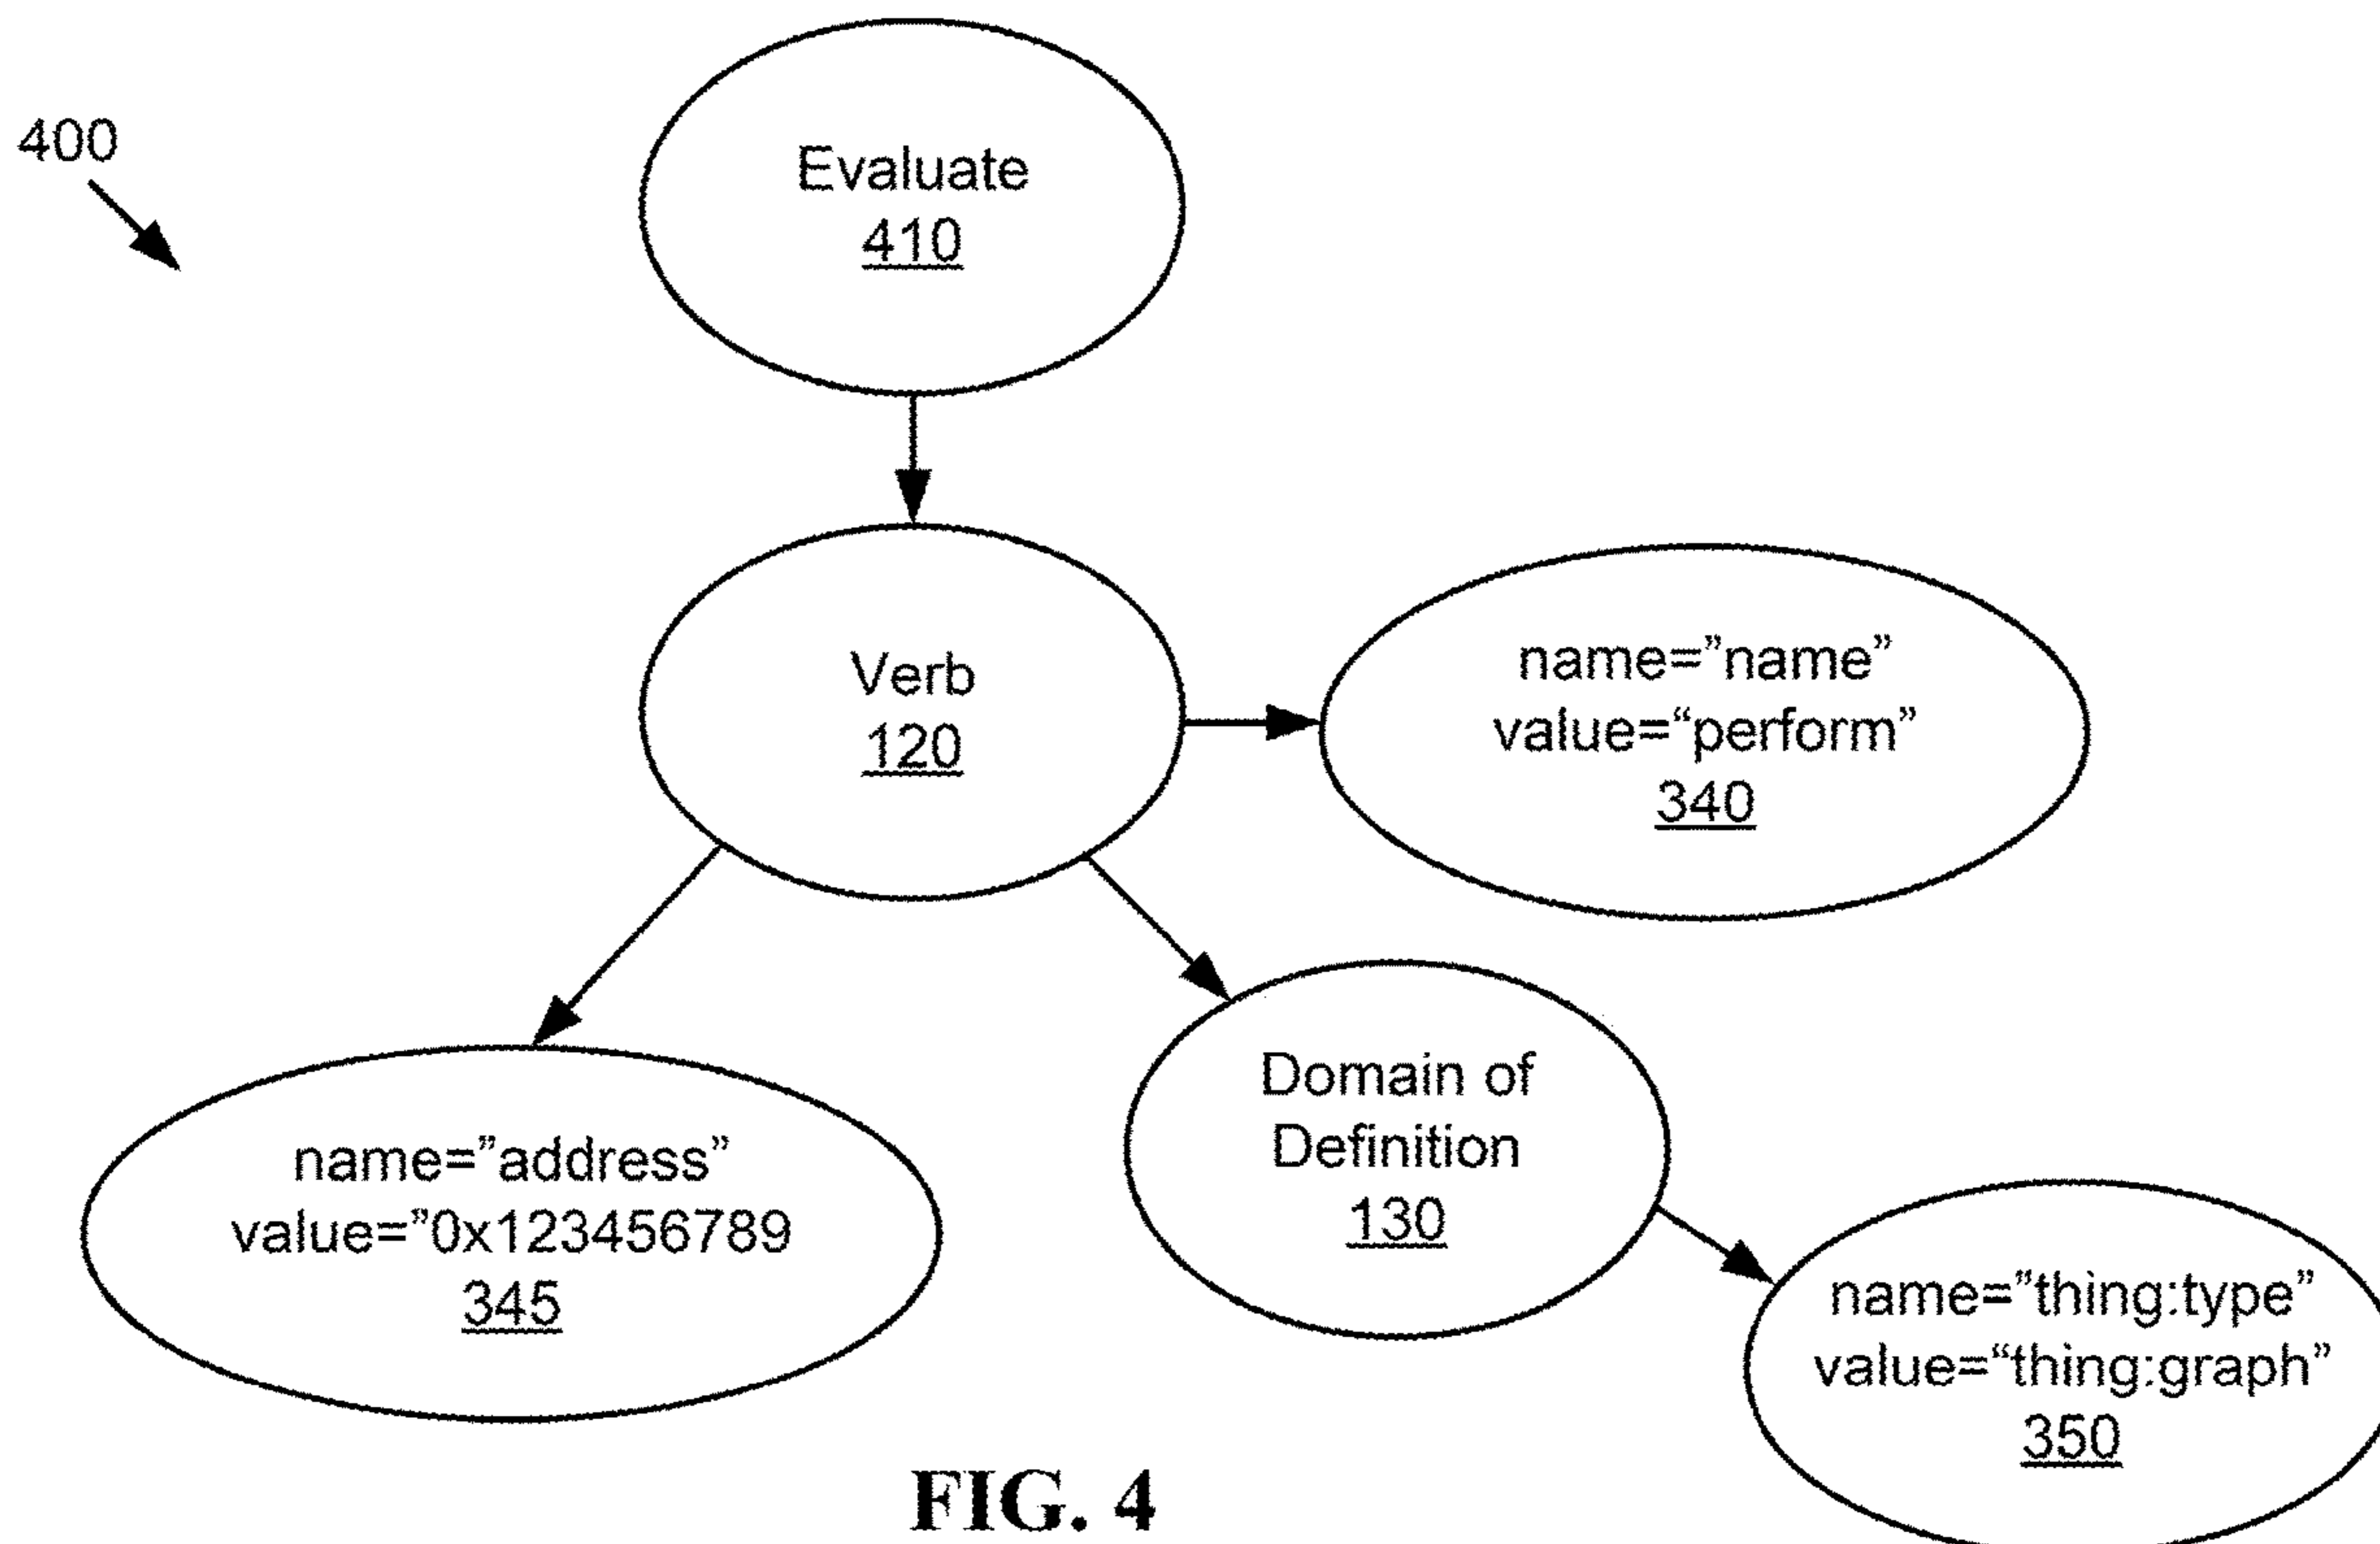 400
Evaluate
410
Verb
120
name=”name”
value=“perform”
340
name=”address”
value=”0x123456789
345
Domain of
Definition
130
name=”thing:type”
value=“thing:graph”
350
FIG. 4